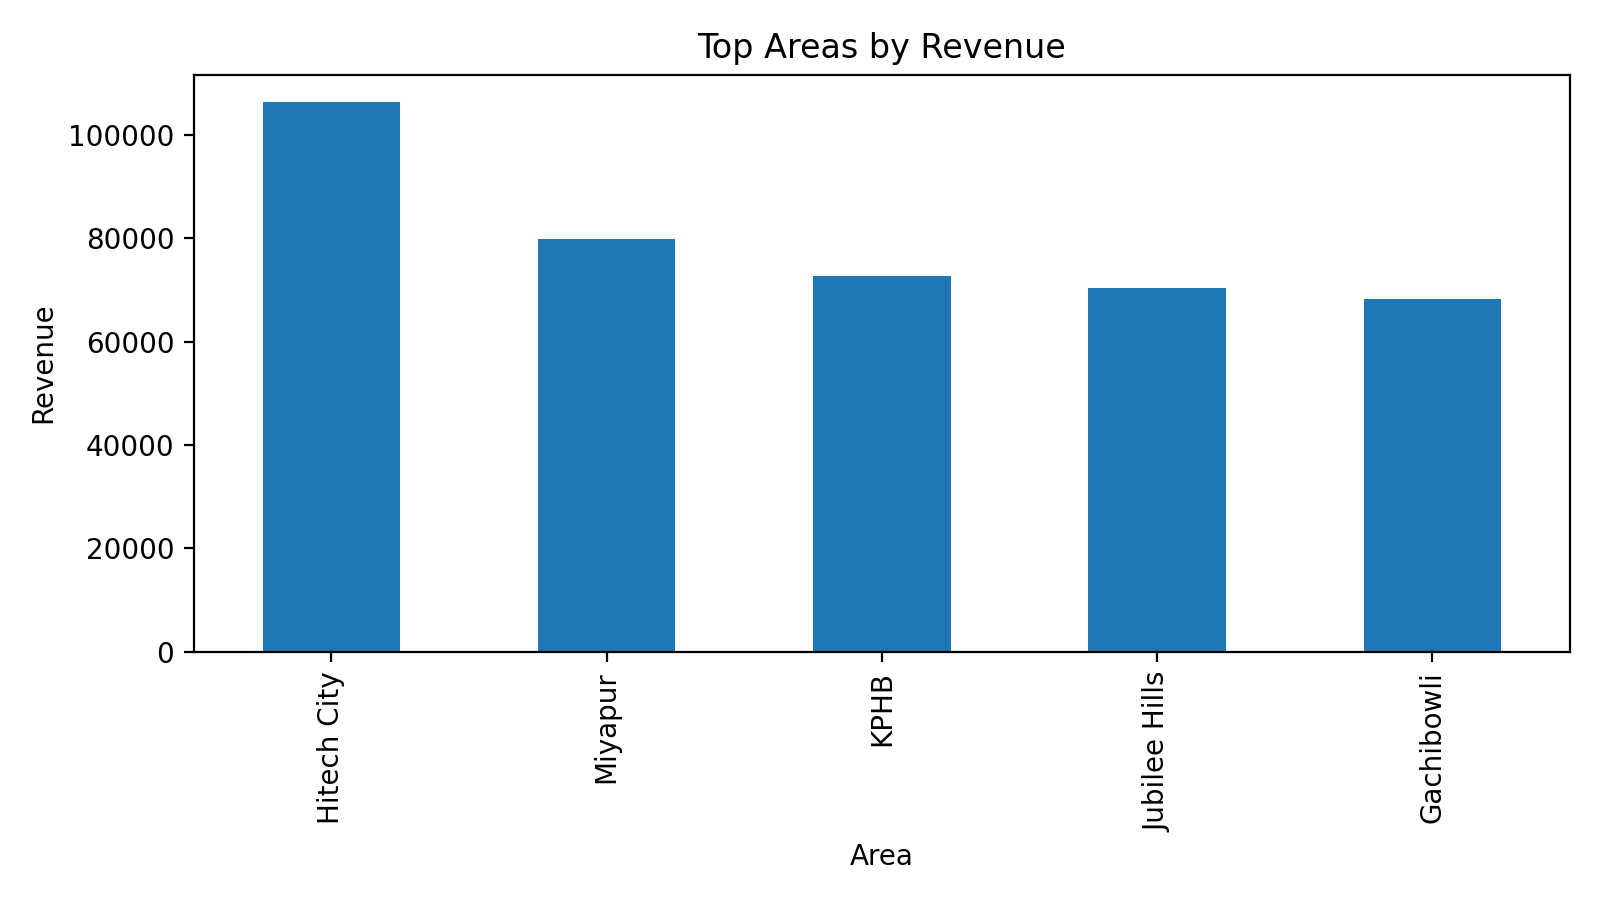 Top Areas by Revenue
100000
80000
60000
40000
20000
0
Revenue
Hitech City
Miyapur
KPHB
Jubilee Hills
Gachibowli
Area